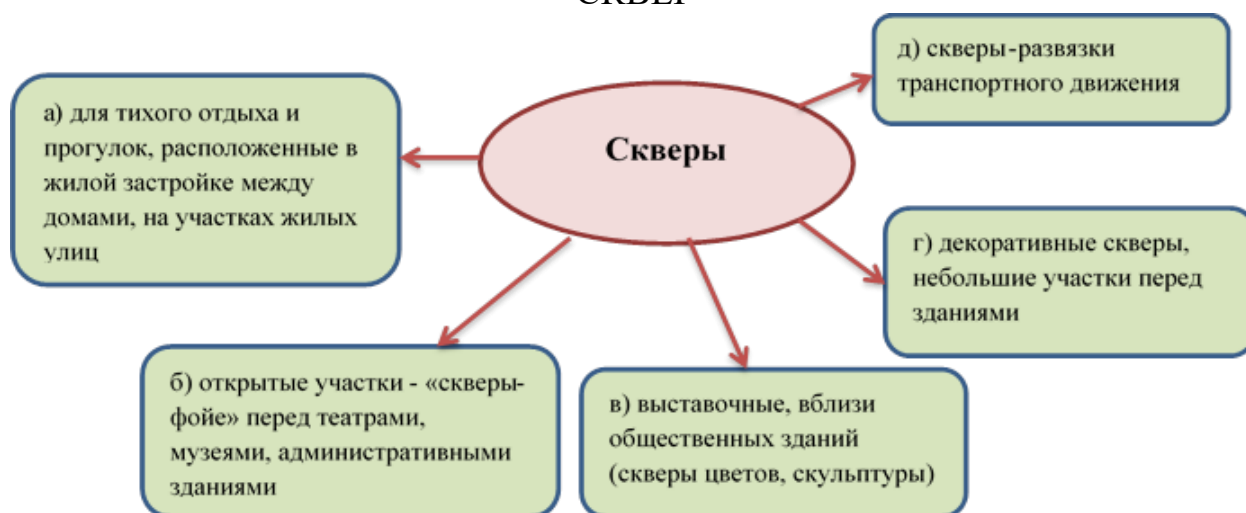 Скверы
а) для тихого отдыха и
прогулок, расположенные в
жилой застройке между
домами, на участках жилых
улиц
б) открытые участки - «скверы-
фойе» перед театрами,
музеями, административными
зданиями
в) выставочные, вблизи
общественных зданий
(скверы цветов, скульптуры)
г) декоративные скверы,
небольшие участки перед
зданиями
д) скверы-развязки
транспортного движения